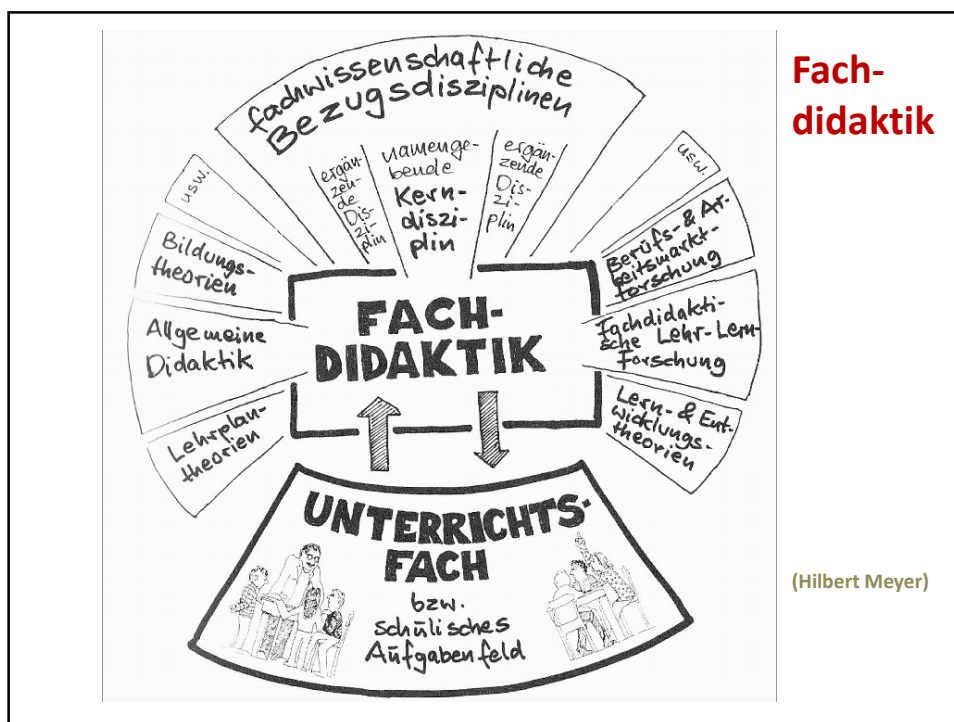 Fach-
didaktik
fachwissenschaftliche
Bezugsdisziplinen
usw.
ergän-
zen-
de
Dis-
zi-
plin
namenge-
bende
Kern-
diszi-
plin
ergän-
zende
Dis-
zi-
plin
usw.
Bildungs-
theorien
Allgemeine
Didaktik
Lehrplan-
theorien
Berufs- & Ar-
beitsmarkt-
forschung
Fachdidakti-
sche Lehr-Lern-
Forschung
Lern- & Ent-
wicklungs-
theorien
FACH-
DIDAKTIK
UNTERRICHTS-
FACH
bzw.
schulisches
Aufgabenfeld
(Hilbert Meyer)